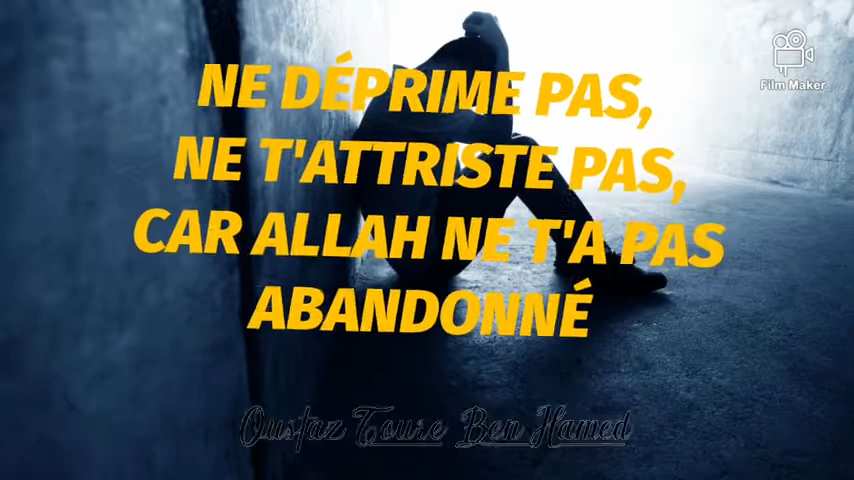 Film Maker
NE DÉPRIME PAS,
NE T'ATTRISTE PAS,
CAR ALLAH NE T'A PAS
ABANDONNÉ
Oustaz Toure Ben Hamed